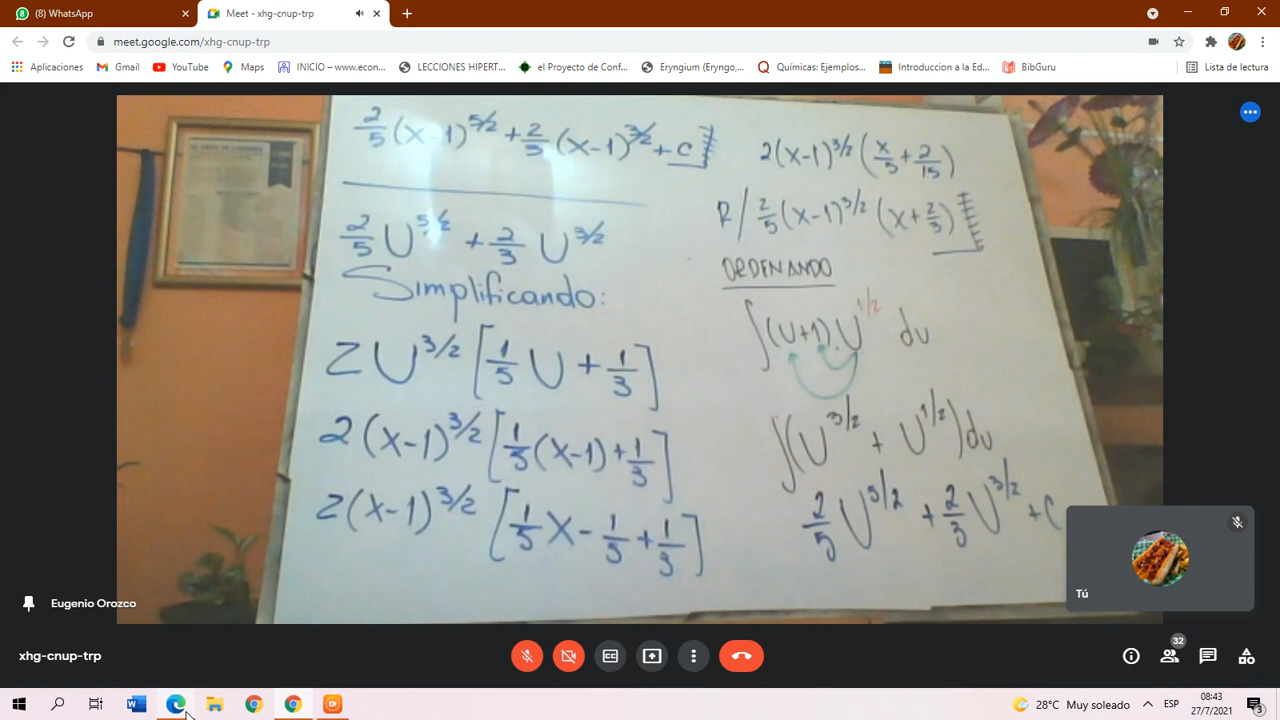 (8) WhatsApp
Meet - xhg-cnup-trp
meet.google.com/xhg-cnup-trp
Aplicaciones
Gmail
YouTube
Maps
INICIO – www.econ...
LECCIONES HIPERT...
el Proyecto de Conf...
Eryngium (Eryngo,...
Químicas: Ejemplos...
Introduccion a la Ed...
BibGuru
Lista de lectura
2/5 (x-1)^5/2 + 2/3 (x-1)^3/2 + C
2/5 U^5/2 + 2/3 U^3/2
Simplificando:
2 U^3/2 [1/5 U + 1/3]
2 (x-1)^3/2 [1/5 (x-1) + 1/3]
2 (x-1)^3/2 [1/5 X - 1/5 + 1/3]
2(x-1)^3/2 (x/5 + 2/15)
R/ 2/5 (x-1)^3/2 (x + 2/3)
ORDENANDO
∫(U+1).U^1/2 du
∫(U^3/2 + U^1/2) du
2/5 U^5/2 + 2/3 U^3/2 + C
Tú
Eugenio Orozco
xhg-cnup-trp
32
28°C Muy soleado
ESP
08:43
27/7/2021
3